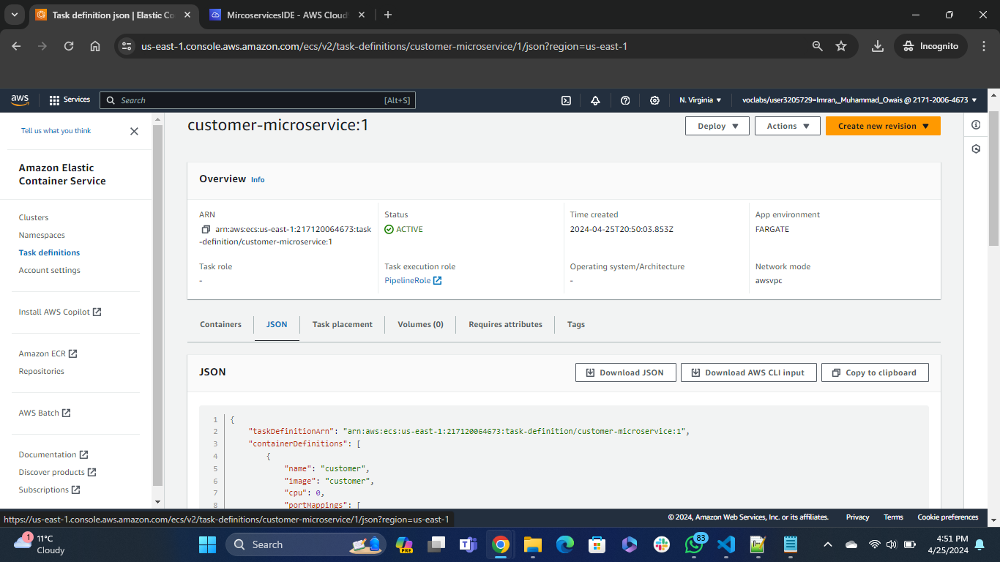 Task definition json | Elastic Co
MircoservicesIDE - AWS Cloud
us-east-1.console.aws.amazon.com/ecs/v2/task-definitions/customer-microservice/1/json?region=us-east-1
Incognito
aws
Services
Search
[Alt+S]
N. Virginia
voclabs/user3205729=Imran,_Muhammad_Owais @ 2171-2006-4673
Tell us what you think
Amazon Elastic
Container Service
Clusters
Namespaces
Task definitions
Account settings
Install AWS Copilot
Amazon ECR
Repositories
AWS Batch
Documentation
Discover products
Subscriptions
customer-microservice:1
Deploy
Actions
Create new revision
Overview Info
ARN
arn:aws:ecs:us-east-1:217120064673:task
-definition/customer-microservice:1
Status
ACTIVE
Time created
2024-04-25T20:50:03.853Z
App environment
FARGATE
Task role
-
Task execution role
PipelineRole
Operating system/Architecture
-
Network mode
awsvpc
Containers
JSON
Task placement
Volumes (0)
Requires attributes
Tags
JSON
Download JSON
Download AWS CLI input
Copy to clipboard
1 {
2 "taskDefinitionArn": "arn:aws:ecs:us-east-1:217120064673:task-definition/customer-microservice:1",
3 "containerDefinitions": [
4 {
5 "name": "customer",
6 "image": "customer",
7 "cpu": 0,
8 "portMappings": [
https://us-east-1.console.aws.amazon.com/ecs/v2/task-definitions/customer-microservice/1/json?region=us-east-1
© 2024, Amazon Web Services, Inc. or its affiliates.
Privacy
Terms
Cookie preferences
1
11°C
Cloudy
Search
PRE
83
4:51 PM
4/25/2024